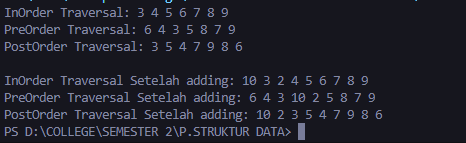 InOrder Traversal: 3 4 5 6 7 8 9
PreOrder Traversal: 6 4 3 5 8 7 9
PostOrder Traversal: 3 5 4 7 9 8 6
InOrder Traversal Setelah adding: 10 3 2 4 5 6 7 8 9
PreOrder Traversal Setelah adding: 6 4 3 10 2 5 8 7 9
PostOrder Traversal Setelah adding: 10 2 3 5 4 7 9 8 6
PS D:\COLLEGE\SEMESTER 2\P.STRUKTUR DATA>